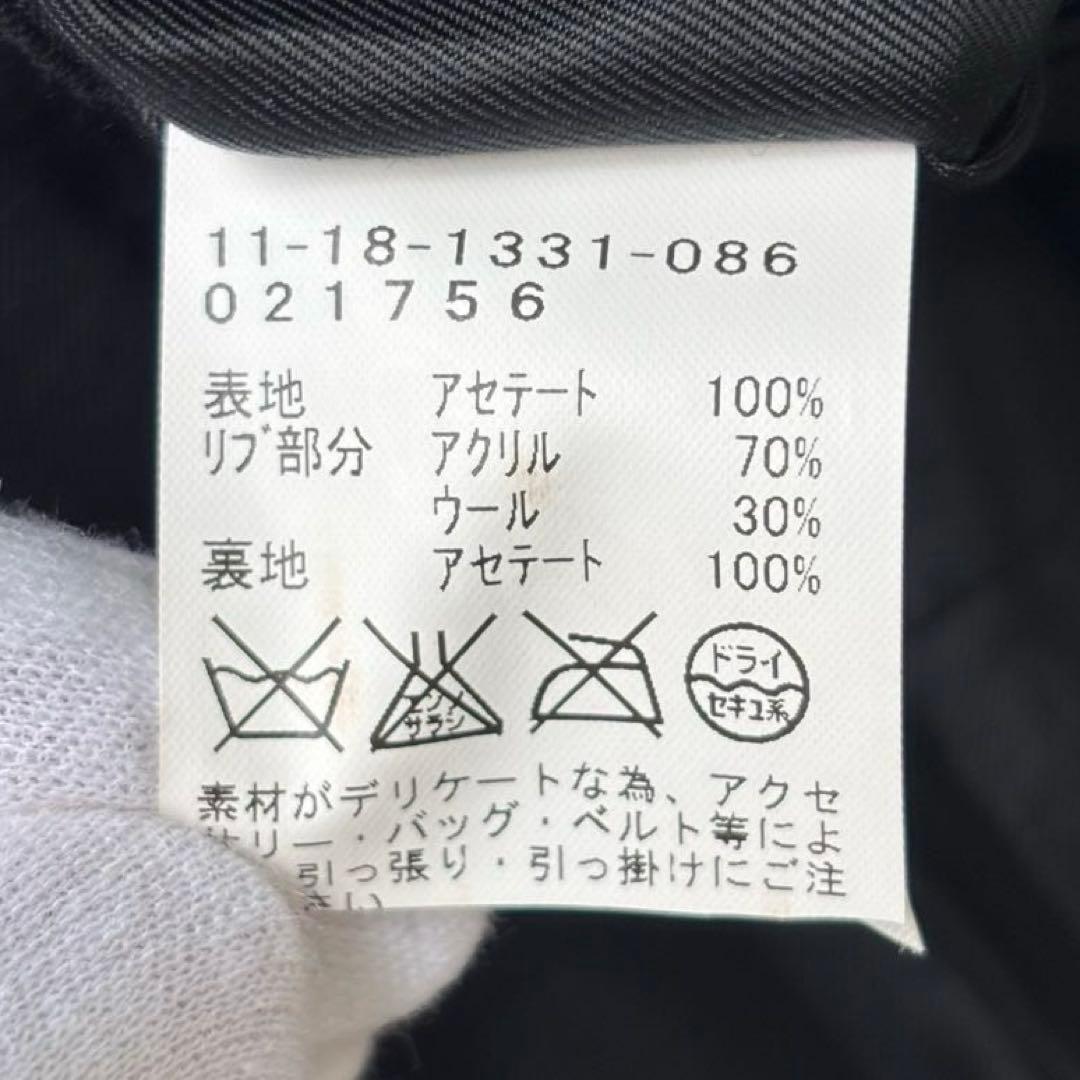 11-18-1331-086
021756
表地 アセテート 100%
リブ部分 アクリル 70%
ウール 30%
裏地 アセテート 100%
エンソ
サラシ
ドライ
セキユ系
素材がデリケートな為、アクセ
サリー・バッグ・ベルト等によ
引っ張り・引っ掛けにご注
さい